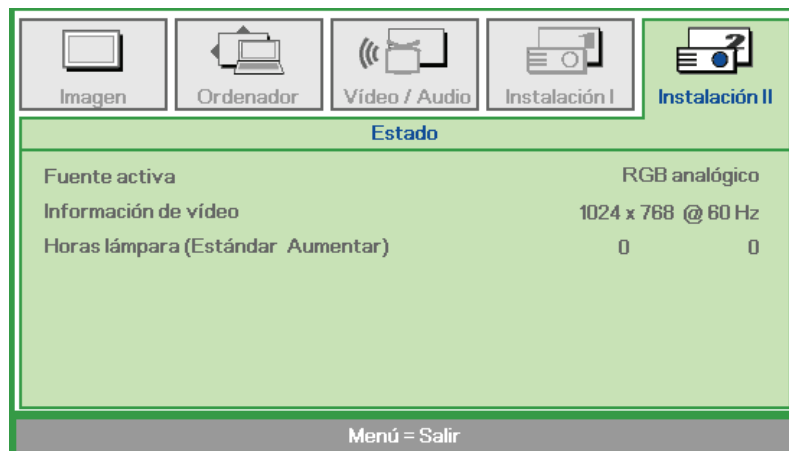 Imagen Ordenador Vídeo / Audio Instalación I Instalación II
Estado
Fuente activa RGB analógico
Información de vídeo 1024 x 768 @ 60 Hz
Horas lámpara (Estándar Aumentar) 0 0
Menú = Salir